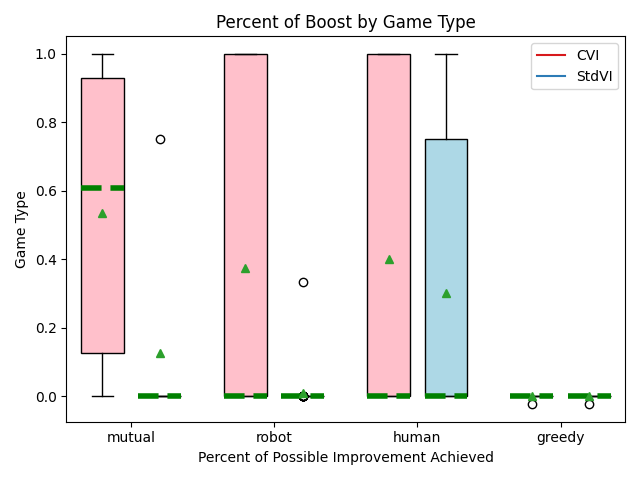 Percent of Boost by Game Type
CVI
StdVI
1.0
0.8
0.6
0.4
0.2
0.0
Game Type
mutual
robot
human
greedy
Percent of Possible Improvement Achieved